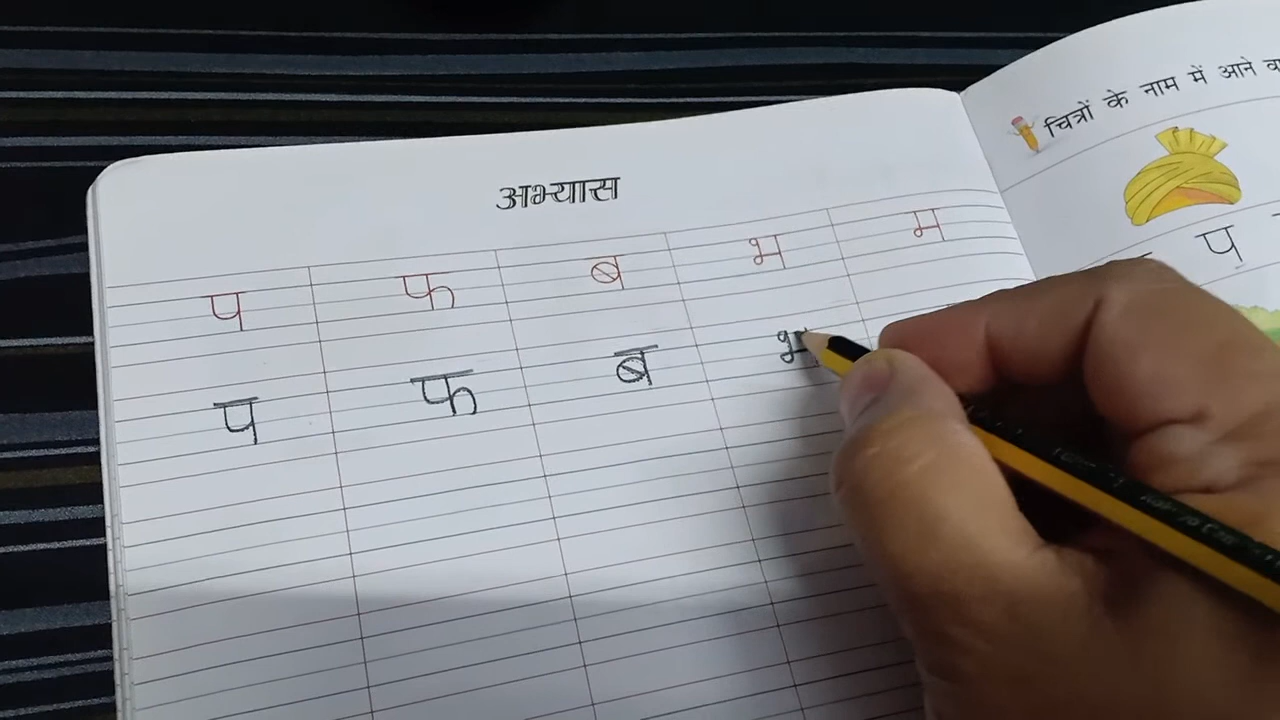 अभ्यास
प फ ब भ म
प फ ब भ
चित्रों के नाम में आने
प